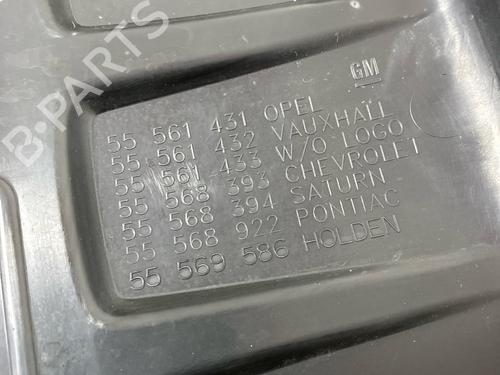 B-PARTS
GM
55 561 431 OPEL
55 561 432 VAUXHALL
55 561 433 W/O LOGO
55 568 393 CHEVROLET
55 568 394 SATURN
55 568 922 PONTIAC
55 569 586 HOLDEN